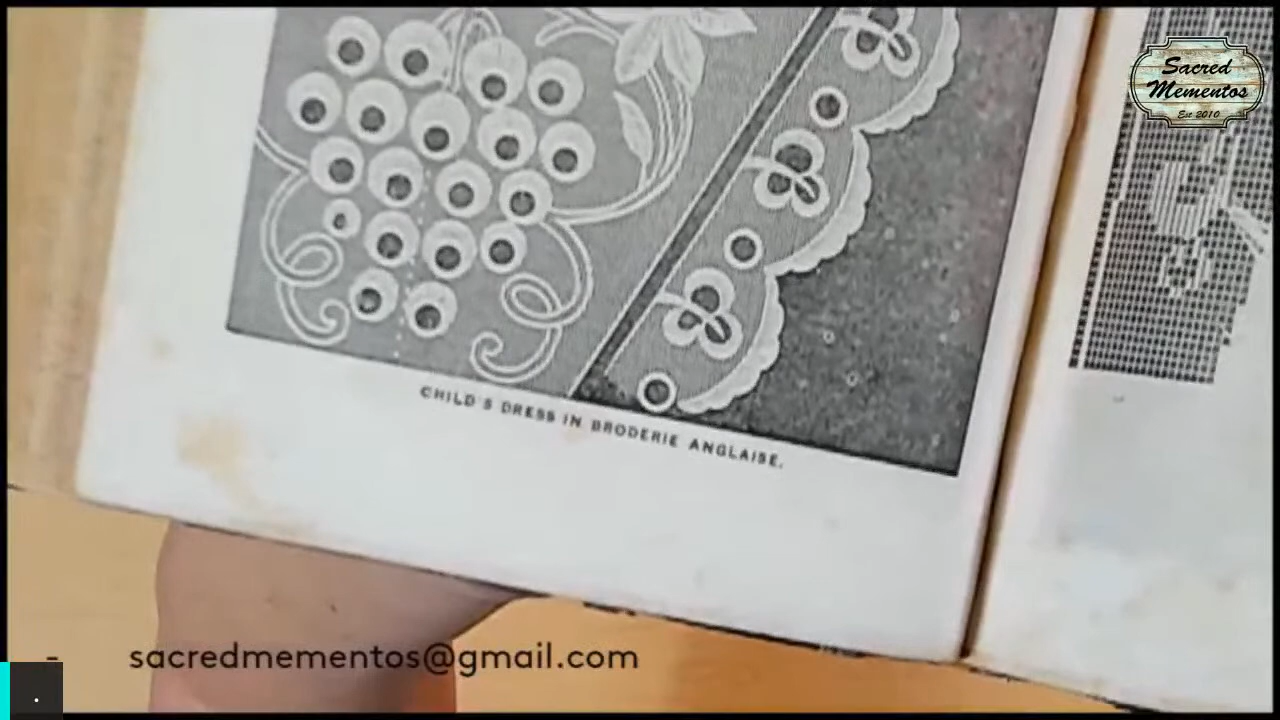 Sacred
Mementos
Est 2010
CHILD S DRESS IN BRODERIE ANGLAISE.
- sacredmementos@gmail.com
.